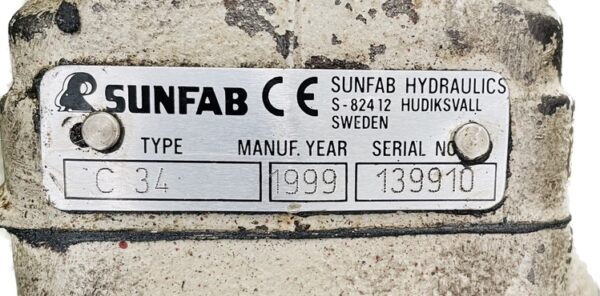 SUNFAB CE SUNFAB HYDRAULICS
S-824 12 HUDIKSVALL
SWEDEN
TYPE MANUF. YEAR SERIAL NO
C 34 1999 139910